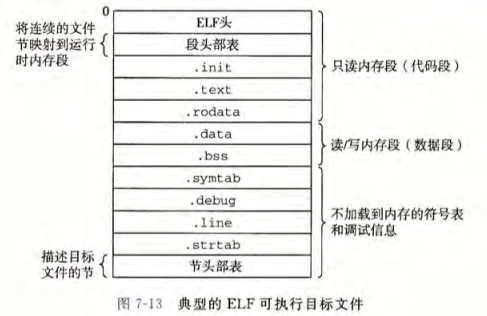 0
ELF头
将连续的文件
节映射到运行
时内存段
段头部表
.init
.text
.rodata
只读内存段（代码段）
.data
.bss
读/写内存段（数据段）
.symtab
.debug
.line
.strtab
不加载到内存的符号表
和调试信息
描述目标
文件的节
节头部表
图 7-13 典型的 ELF 可执行目标文件